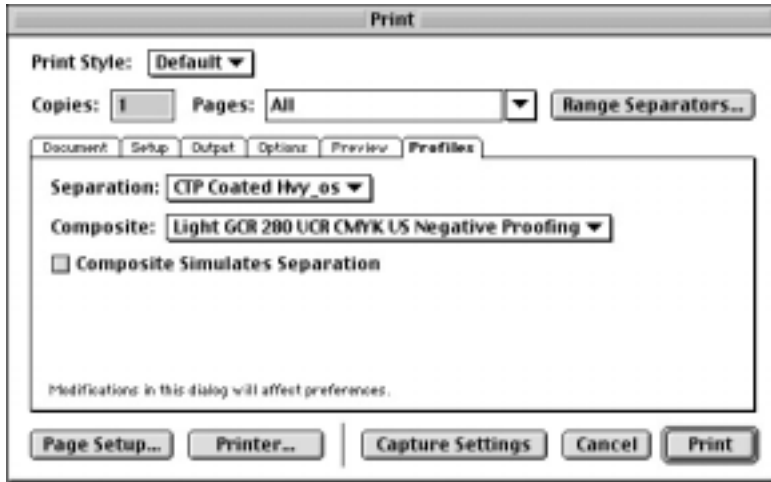 Print
Print Style: Default
Copies: 1 Pages: All Range Separators...
Document Setup Output Options Preview Profiles
Separation: CTP Coated Hvy_os
Composite: Light GCR 280 UCR CMYK US Negative Proofing
Composite Simulates Separation
Modifications in this dialog will affect preferences.
Page Setup... Printer... Capture Settings Cancel Print